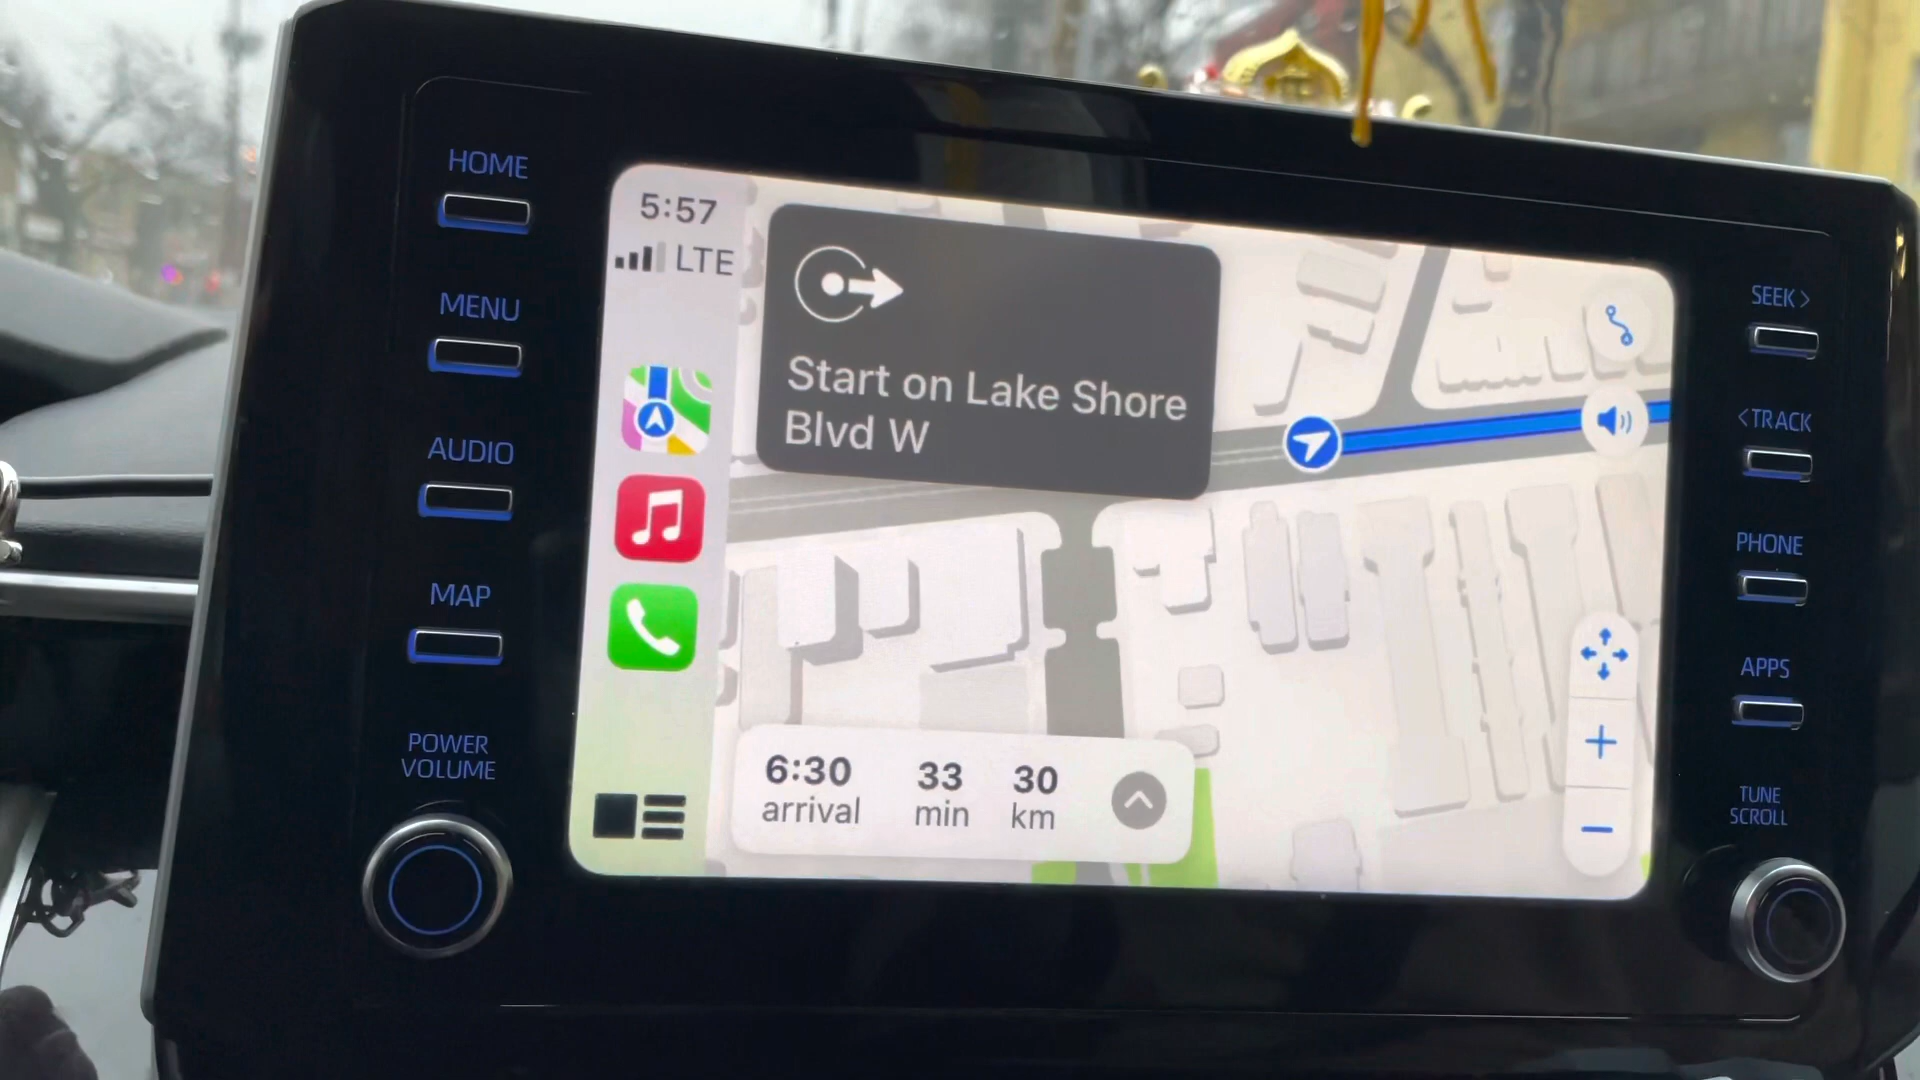 HOME
MENU
AUDIO
MAP
POWER
VOLUME
5:57
LTE
Start on Lake Shore
Blvd W
6:30 33 30
arrival min km
SEEK >
< TRACK
PHONE
APPS
TUNE
SCROLL